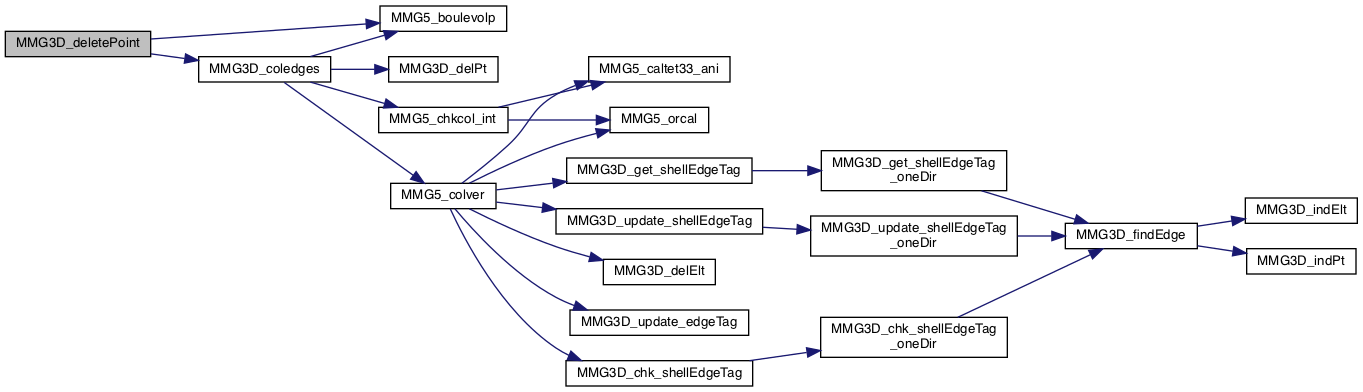 MMG3D_deletePoint
MMG5_boulevolp
MMG3D_coledges
MMG3D_delPt
MMG5_chkcol_int
MMG5_colver
MMG5_caltet33_ani
MMG5_orcal
MMG3D_get_shellEdgeTag
MMG3D_update_shellEdgeTag
MMG3D_delElt
MMG3D_update_edgeTag
MMG3D_chk_shellEdgeTag
MMG3D_get_shellEdgeTag
_oneDir
MMG3D_update_shellEdgeTag
_oneDir
MMG3D_chk_shellEdgeTag
_oneDir
MMG3D_findEdge
MMG3D_indElt
MMG3D_indPt